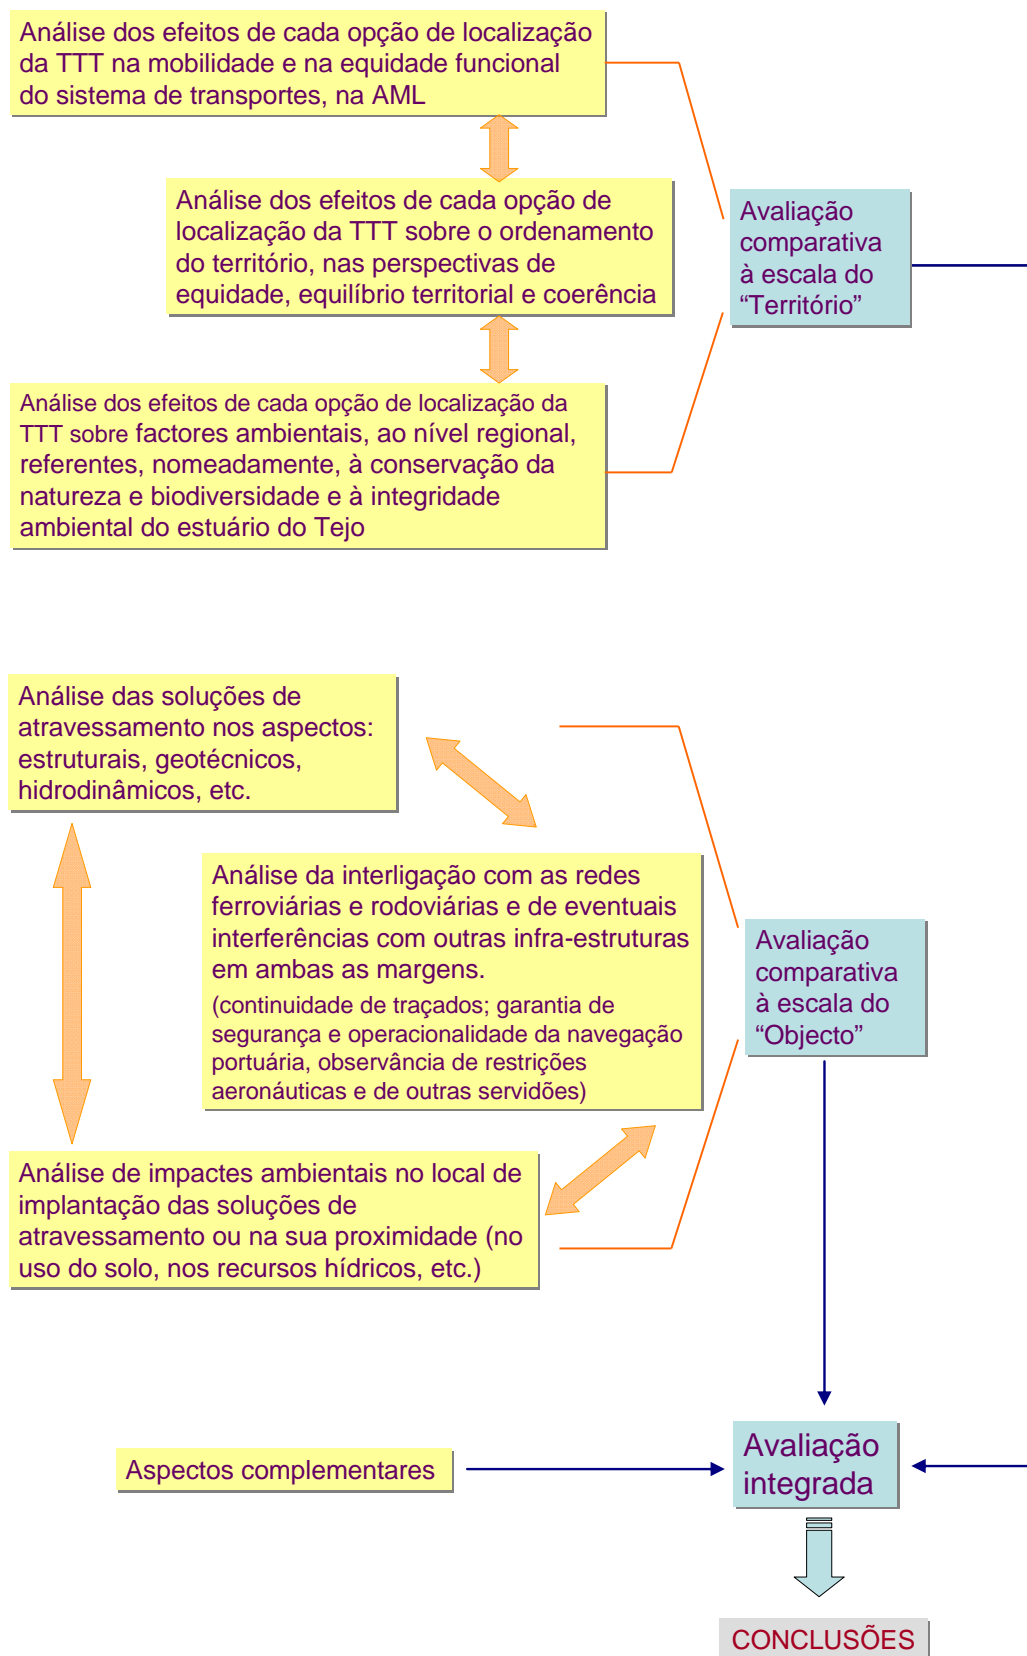 Análise dos efeitos de cada opção de localização
da TTT na mobilidade e na equidade funcional
do sistema de transportes, na AML
Análise dos efeitos de cada opção de
localização da TTT sobre o ordenamento
do território, nas perspectivas de
equidade, equilíbrio territorial e coerência
Avaliação
comparativa
à escala do
“Território”
Análise dos efeitos de cada opção de localização da
TTT sobre factores ambientais, ao nível regional,
referentes, nomeadamente, à conservação da
natureza e biodiversidade e à integridade
ambiental do estuário do Tejo
Análise das soluções de
atravessamento nos aspectos:
estruturais, geotécnicos,
hidrodinâmicos, etc.
Análise da interligação com as redes
ferroviárias e rodoviárias e de eventuais
interferências com outras infra-estruturas
em ambas as margens.
(continuidade de traçados; garantia de
segurança e operacionalidade da navegação
portuária, observância de restrições
aeronáuticas e de outras servidões)
Avaliação
comparativa
à escala do
“Objecto”
Análise de impactes ambientais no local de
implantação das soluções de
atravessamento ou na sua proximidade (no
uso do solo, nos recursos hídricos, etc.)
Aspectos complementares
Avaliação
integrada
CONCLUSÕES